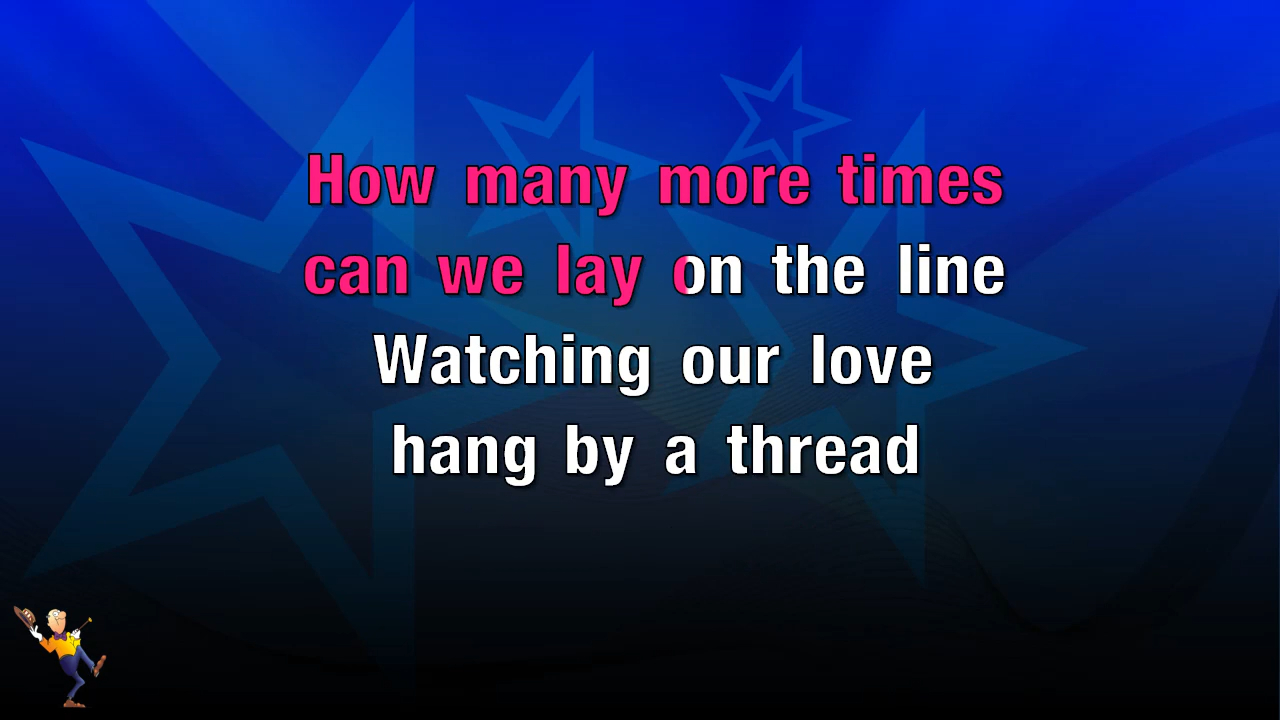 How many more times
can we lay on the line
Watching our love
hang by a thread